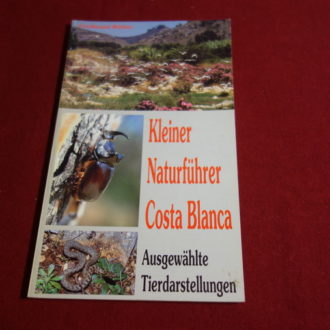 Kleiner
Naturführer
Costa Blanca
Ausgewählte
Tierdarstellungen